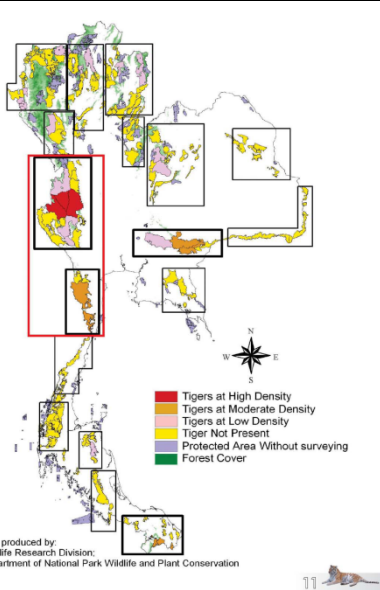 N
W E
S
Tigers at High Density
Tigers at Moderate Density
Tigers at Low Density
Tiger Not Present
Protected Area Without surveying
Forest Cover
produced by:
life Research Division;
artment of National Park Wildlife and Plant Conservation
11